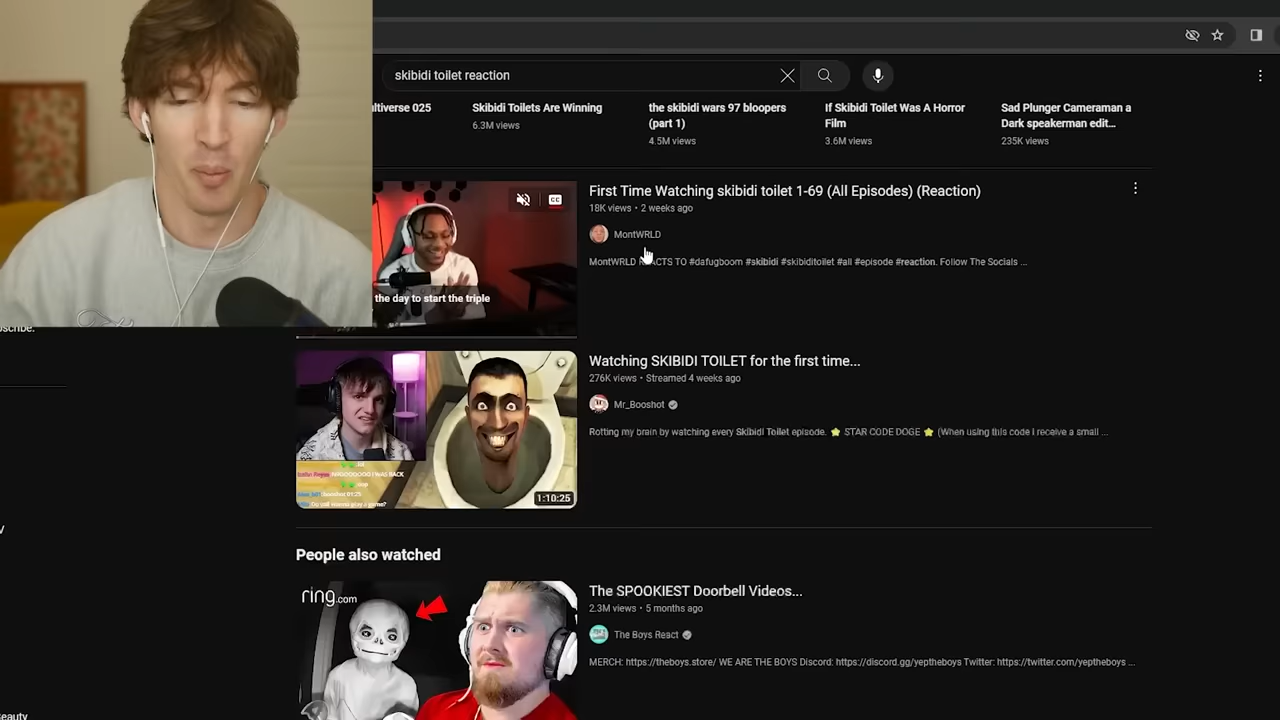 skibidi toilet reaction
ltiverse 025
Skibidi Toilets Are Winning
6.3M views
the skibidi wars 97 bloopers
(part 1)
4.5M views
If Skibidi Toilet Was A Horror
Film
3.6M views
Sad Plunger Cameraman a
Dark speakerman edit...
235K views
CC
the day to start the triple
First Time Watching skibidi toilet 1-69 (All Episodes) (Reaction)
18K views • 2 weeks ago
MontWRLD
MontWRLD REACTS TO #dafugboom #skibidi #skibiditoilet #all #episode #reaction. Follow The Socials ...
scribe.
1:10:25
Watching SKIBIDI TOILET for the first time...
276K views • Streamed 4 weeks ago
Mr_Booshot
Rotting my brain by watching every Skibidi Toilet episode. ⭐ STAR CODE DOGE ⭐ (When using this code I receive a small ...
People also watched
ring.com
The SPOOKIEST Doorbell Videos...
2.3M views • 5 months ago
The Boys React
MERCH: https://theboys.store/ WE ARE THE BOYS Discord: https://discord.gg/yeptheboys Twitter: https://twitter.com/yeptheboys ...
eauty